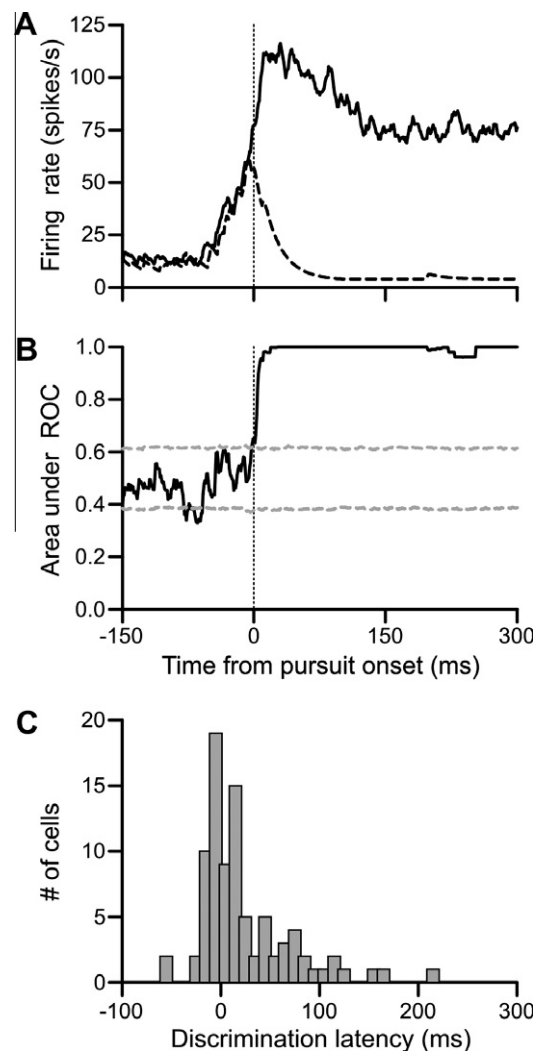 A
Firing rate (spikes/s)
125
100
75
50
25
0
B
Area under ROC
1.0
0.8
0.6
0.4
0.2
0.0
-150 0 150 300
Time from pursuit onset (ms)
C
# of cells
20
15
10
5
0
-100 0 100 200 300
Discrimination latency (ms)